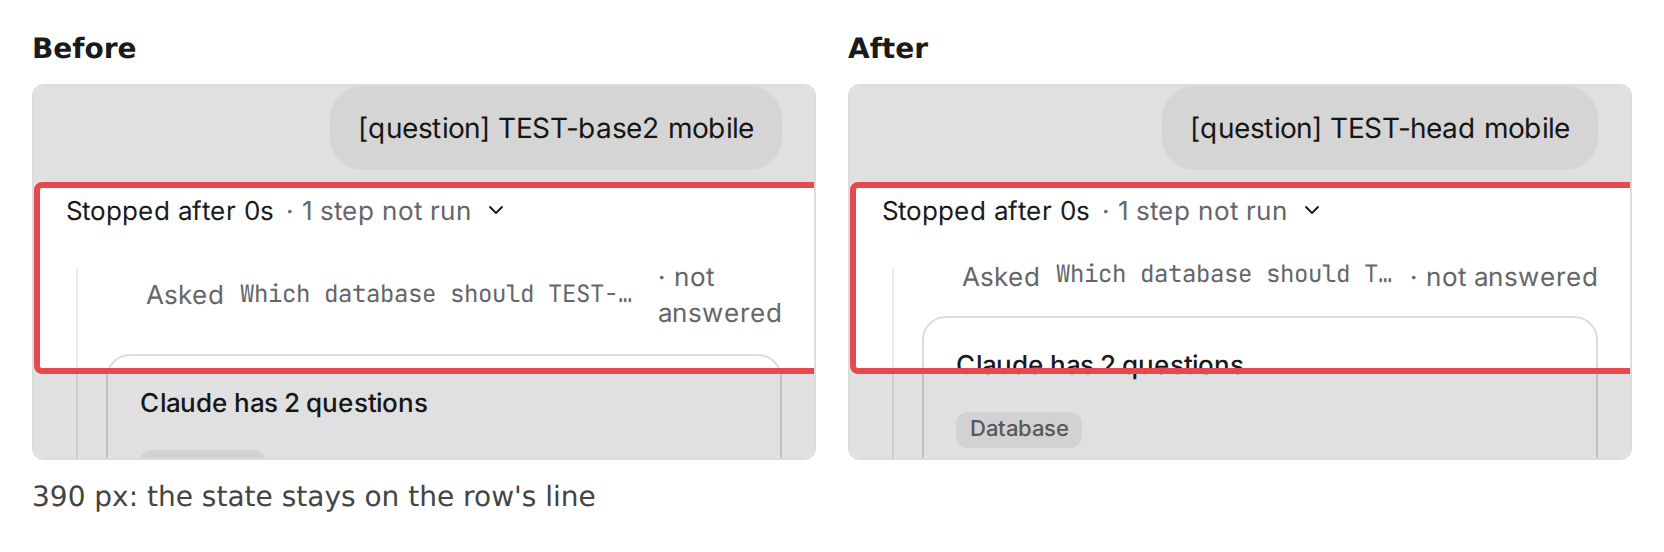 Before
[question] TEST-base2 mobile
Stopped after 0s · 1 step not run
Asked Which database should TEST-… · not
answered
Claude has 2 questions
After
[question] TEST-head mobile
Stopped after 0s · 1 step not run
Asked Which database should T… · not answered
Claude has 2 questions
Database
390 px: the state stays on the row's line